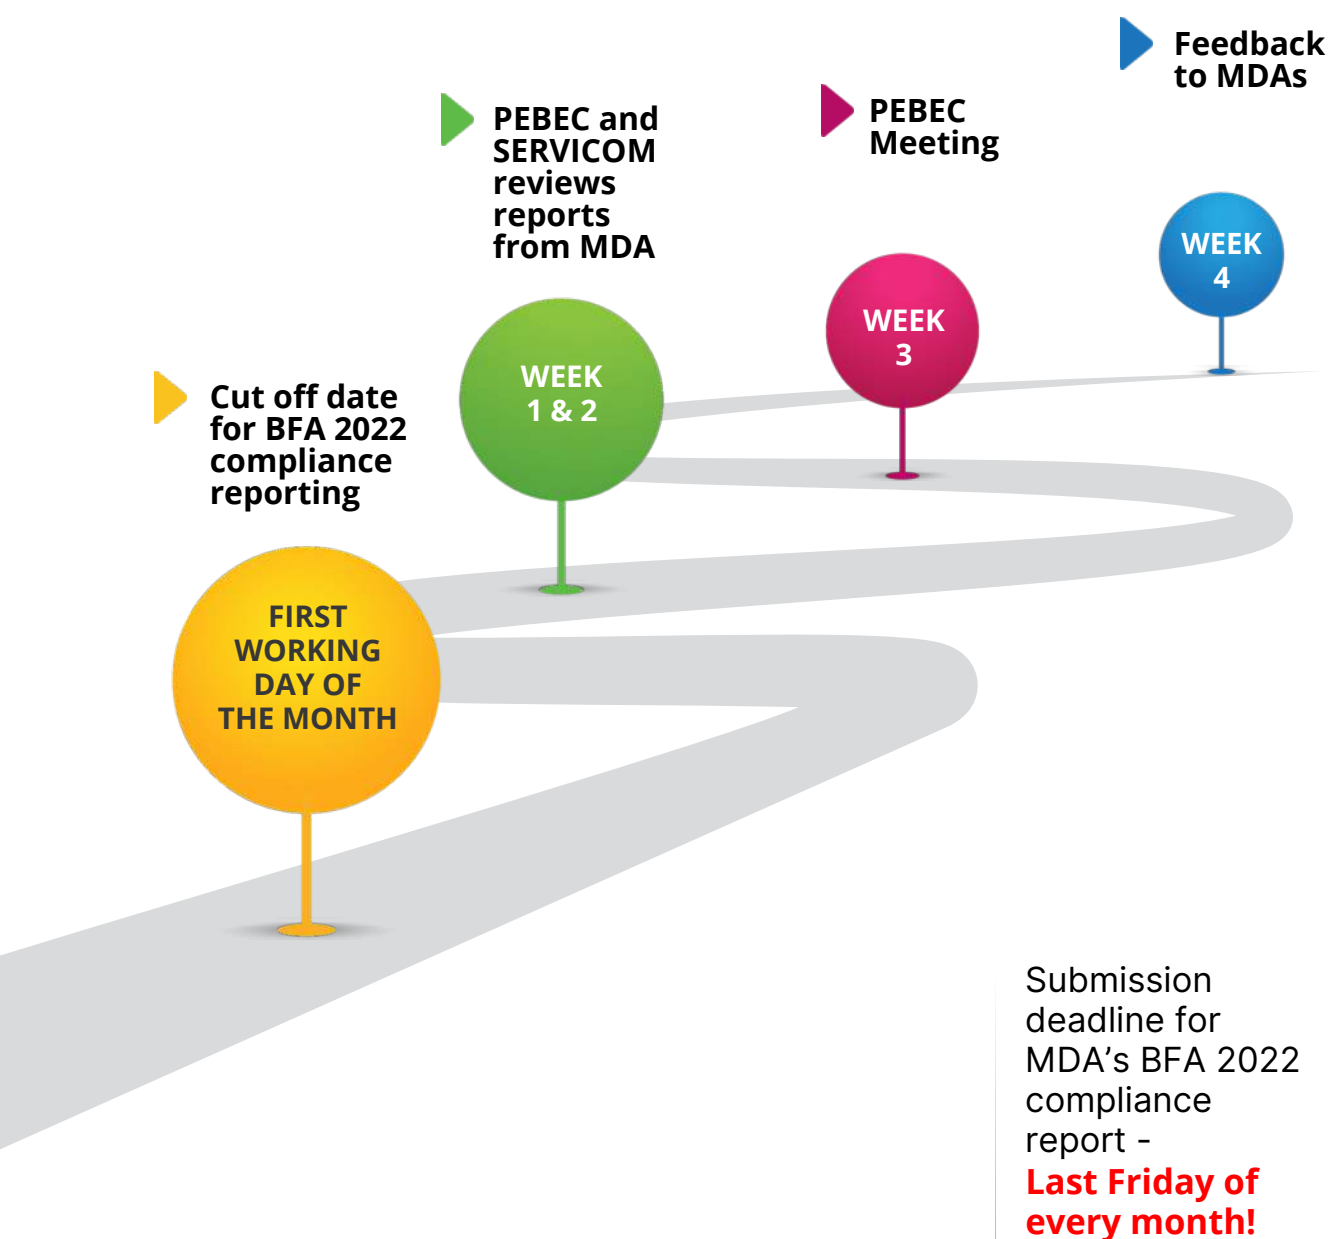 Feedback
to MDAs
PEBEC
Meeting
PEBEC and
SERVICOM
reviews
reports
from MDA
Cut off date
for BFA 2022
compliance
reporting
WEEK
4
WEEK
3
WEEK
1 & 2
FIRST
WORKING
DAY OF
THE MONTH
Submission
deadline for
MDA’s BFA 2022
compliance
report -
Last Friday of
every month!